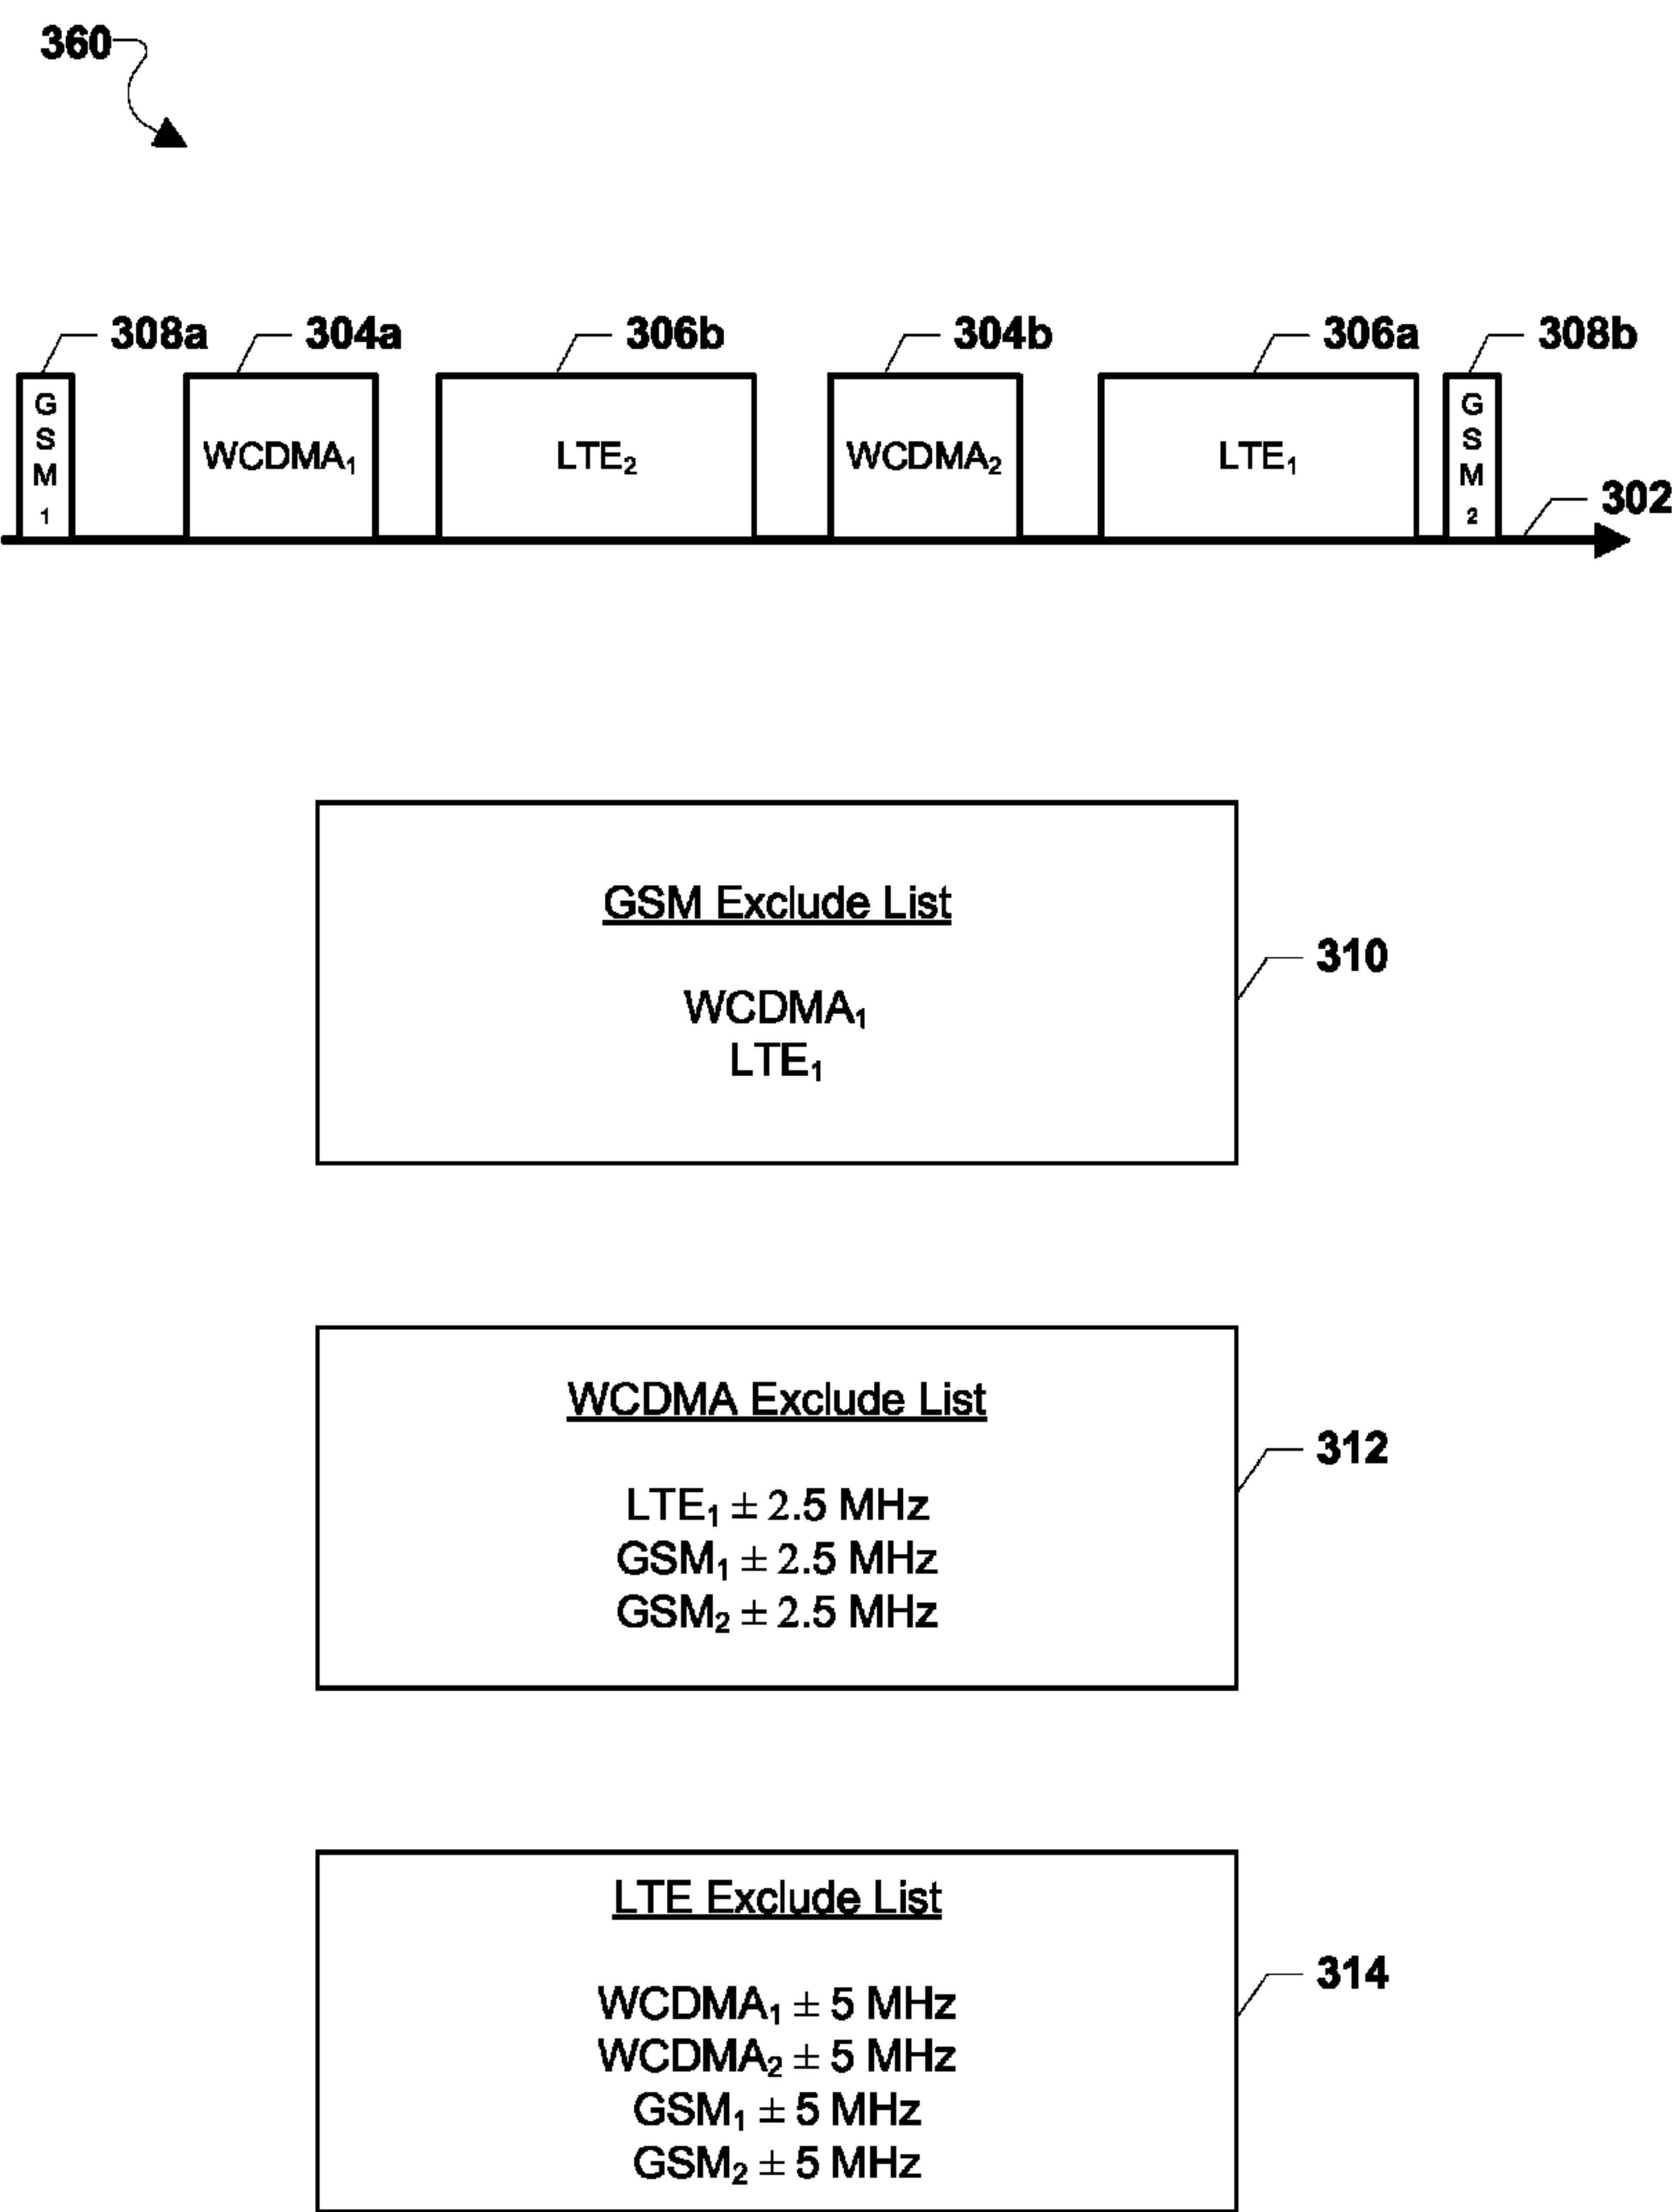 360
308a 304a 306b 304b 306a 308b
GSM1 WCDMA₁ LTE₂ WCDMA₂ LTE₁ GSM2
302
GSM Exclude List
310
WCDMA₁
LTE₁
WCDMA Exclude List
312
LTE₁ ± 2.5 MHz
GSM₁ ± 2.5 MHz
GSM₂ ± 2.5 MHz
LTE Exclude List
314
WCDMA₁ ± 5 MHz
WCDMA₂ ± 5 MHz
GSM₁ ± 5 MHz
GSM₂ ± 5 MHz